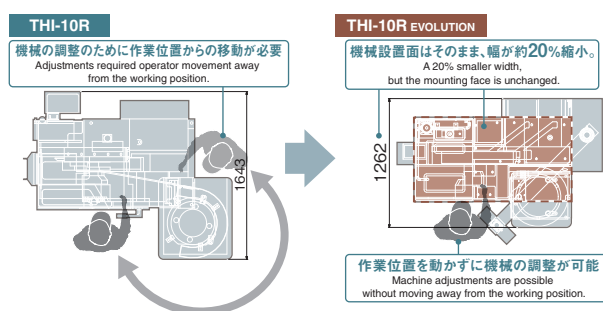 THI-10R
機械の調整のために作業位置からの移動が必要
Adjustments required operator movement away
from the working position.
1643
THI-10R EVOLUTION
機械設置面はそのまま、幅が約20%縮小。
A 20% smaller width,
but the mounting face is unchanged.
1262
作業位置を動かずに機械の調整が可能
Machine adjustments are possible
without moving away from the working position.